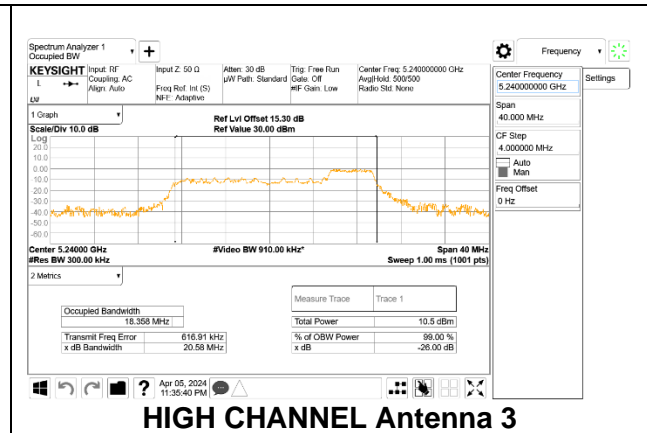 Spectrum Analyzer 1
Occupied BW
KEYSIGHT Input: RF Input Z: 50 Ω Atten: 30 dB Trig: Free Run Center Freq: 5.240000000 GHz
Coupling: AC µW Path: Standard Gate: Off Avg|Hold: 500/500
Align: Auto Freq Ref: Int (S) #IF Gain: Low Radio Std: None
NFE: Adaptive
1 Graph
Scale/Div 10.0 dB
Ref Lvl Offset 15.30 dB
Ref Value 30.00 dBm
Log
20.0
10.0
0.00
-10.0
-20.0
-30.0
-40.0
-50.0
-60.0
Center 5.24000 GHz #Video BW 910.00 kHz* Span 40 MHz
#Res BW 300.00 kHz Sweep 1.00 ms (1001 pts)
2 Metrics
Measure Trace Trace 1
Occupied Bandwidth
18.358 MHz Total Power 10.5 dBm
Transmit Freq Error 616.91 kHz % of OBW Power 99.00 %
x dB Bandwidth 20.58 MHz x dB -26.00 dB
Apr 05, 2024
11:35:40 PM
Frequency
Settings
Center Frequency
5.240000000 GHz
Span
40.000 MHz
CF Step
4.000000 MHz
Auto
Man
Freq Offset
0 Hz
HIGH CHANNEL Antenna 3